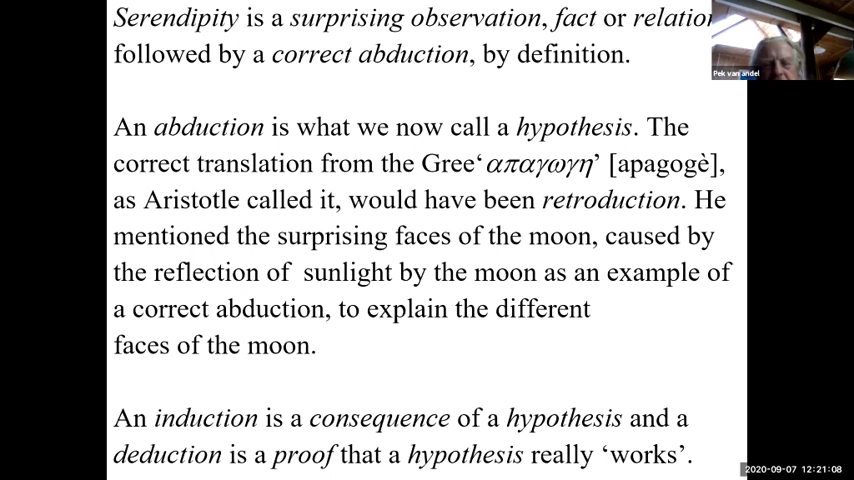 Serendipity is a surprising observation, fact or relation
followed by a correct abduction, by definition.
An abduction is what we now call a hypothesis. The
correct translation from the Gree‘απαγωγη’ [apagogè],
as Aristotle called it, would have been retroduction. He
mentioned the surprising faces of the moon, caused by
the reflection of sunlight by the moon as an example of
a correct abduction, to explain the different
faces of the moon.
An induction is a consequence of a hypothesis and a
deduction is a proof that a hypothesis really ‘works’.
Pek van andel
2020-09-07 12:21:08